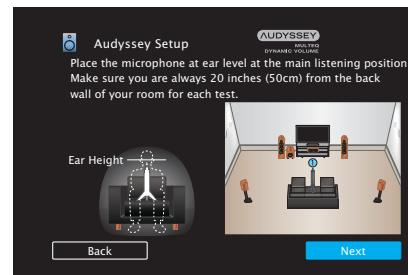 Audyssey Setup
AUDYSSEY
MULTEQ
DYNAMIC VOLUME
Place the microphone at ear level at the main listening position
Make sure you are always 20 inches (50cm) from the back
wall of your room for each test.
Ear Height
1
Back
Next